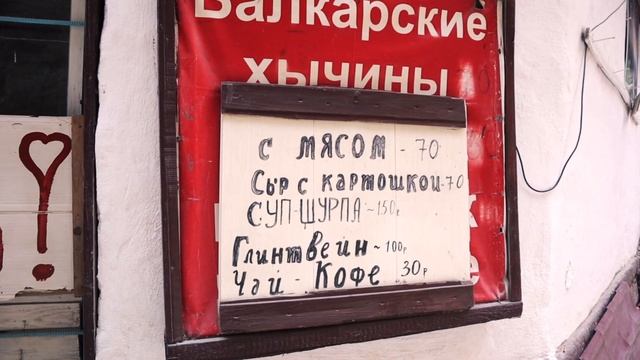 Балкарские
хычины
С МЯСОМ - 70
Сыр с картошкой-70
СУП-ШУРПА ~150р
Глинтвейн ~ 100р
Чай - Кофе 30р